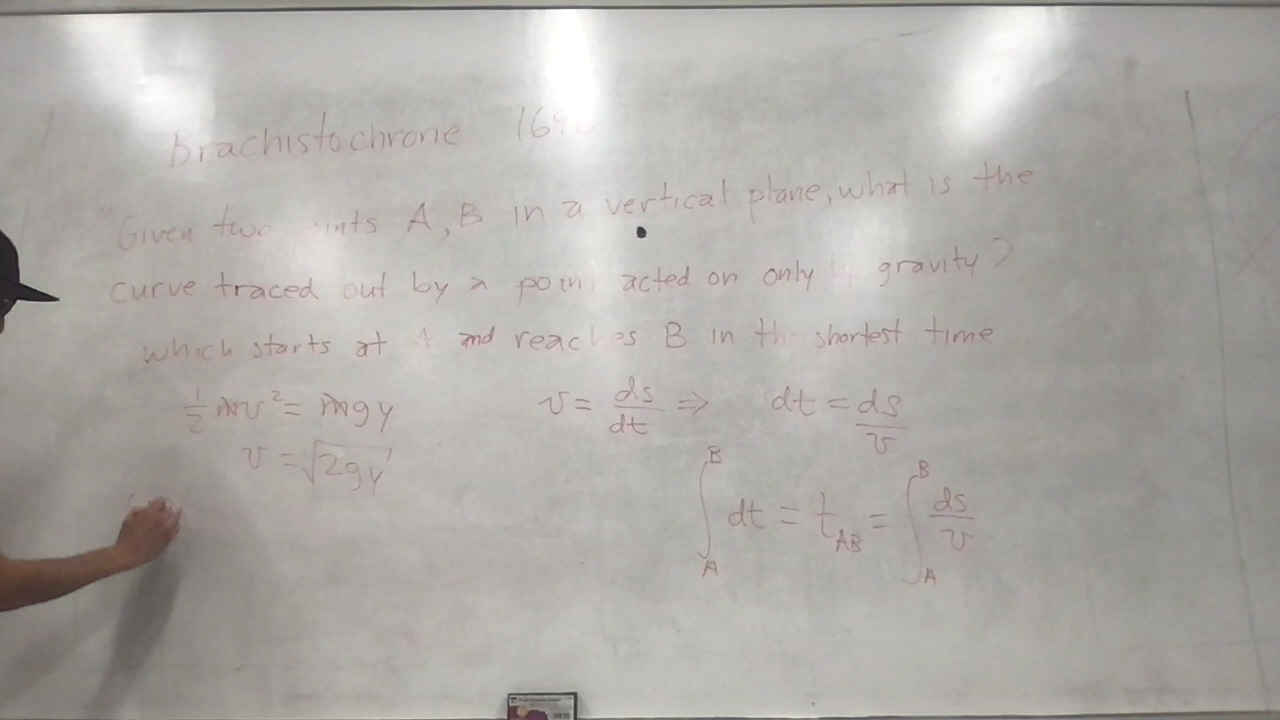 brachistochrone
Given two A, B in a vertical plane, what is the
curve traced out by a acted on only gravity?
which starts at and reaches B in the shortest time
½mv² = mgy
v = ds/dt ⇒ dt = ds/v
v = √2gy
∫_A^B dt = t_AB = ∫_A^B ds/v